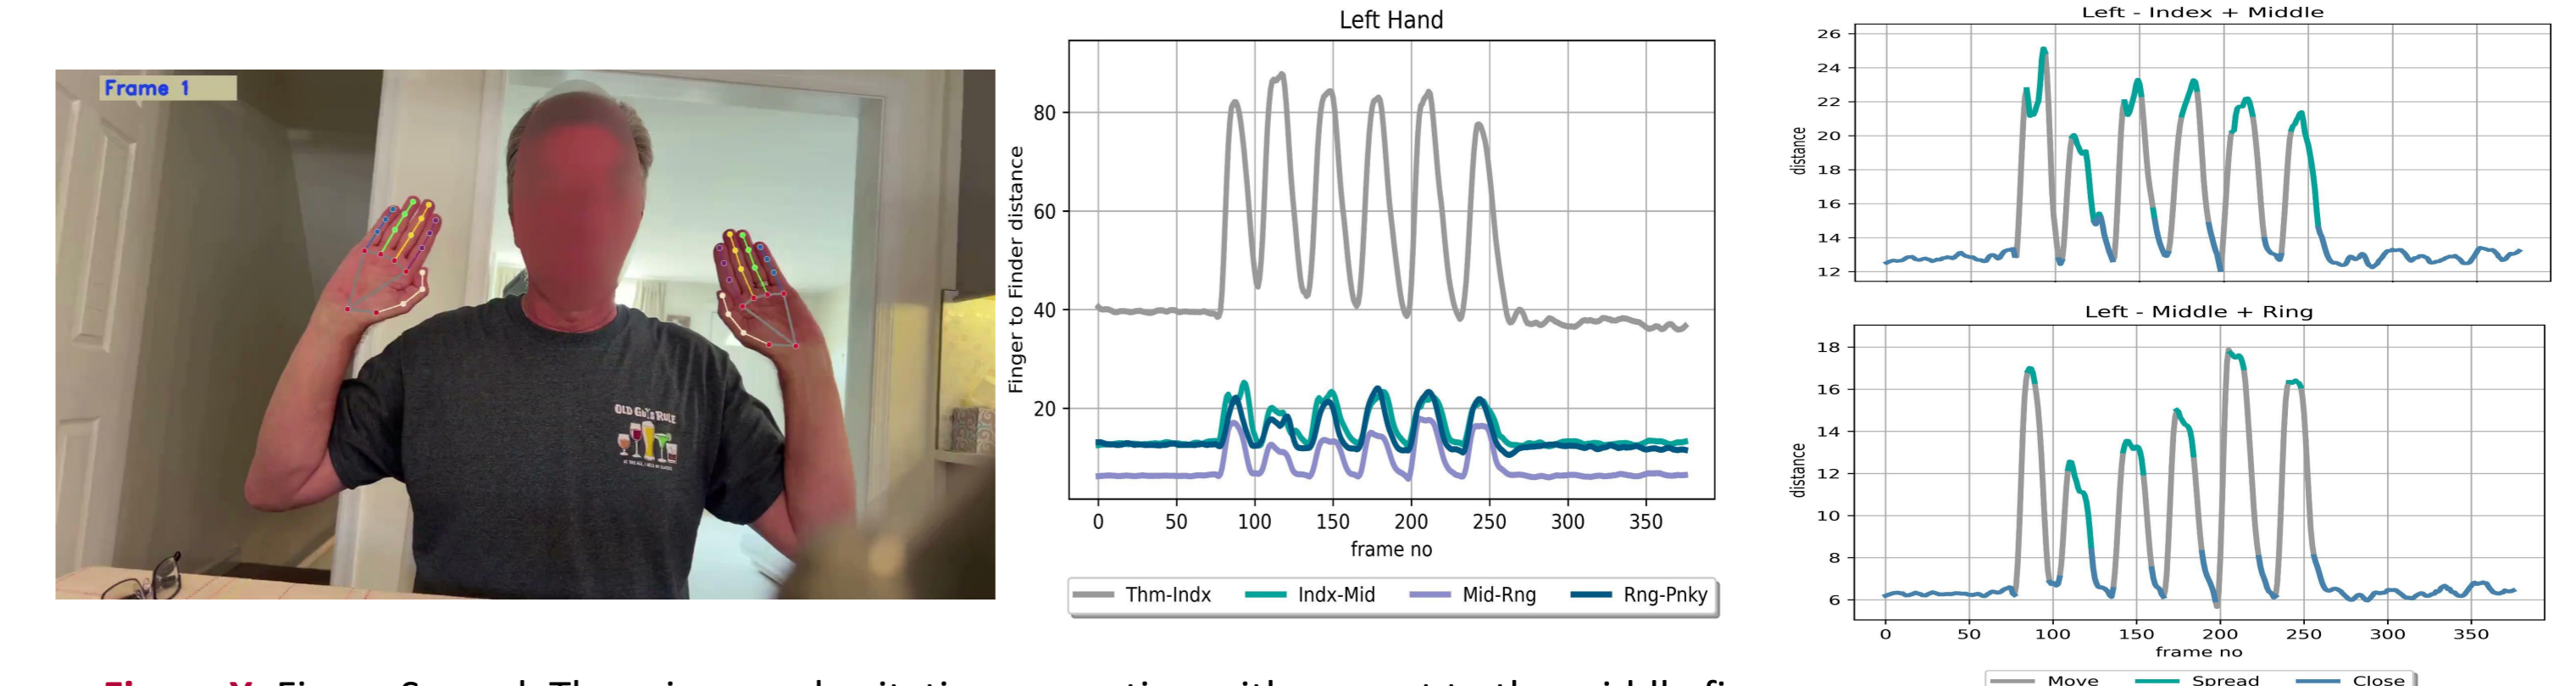 Frame 1
OLD GUYS RULE
Left Hand
Finger to Finder distance
80
60
40
20
0 50 100 150 200 250 300 350
frame no
Thm-Indx Indx-Mid Mid-Rng Rng-Pnky
Left - Index + Middle
distance
26
24
22
20
18
16
14
12
Left - Middle + Ring
distance
18
16
14
12
10
8
6
0 50 100 150 200 250 300 350
frame no
Move Spread Close